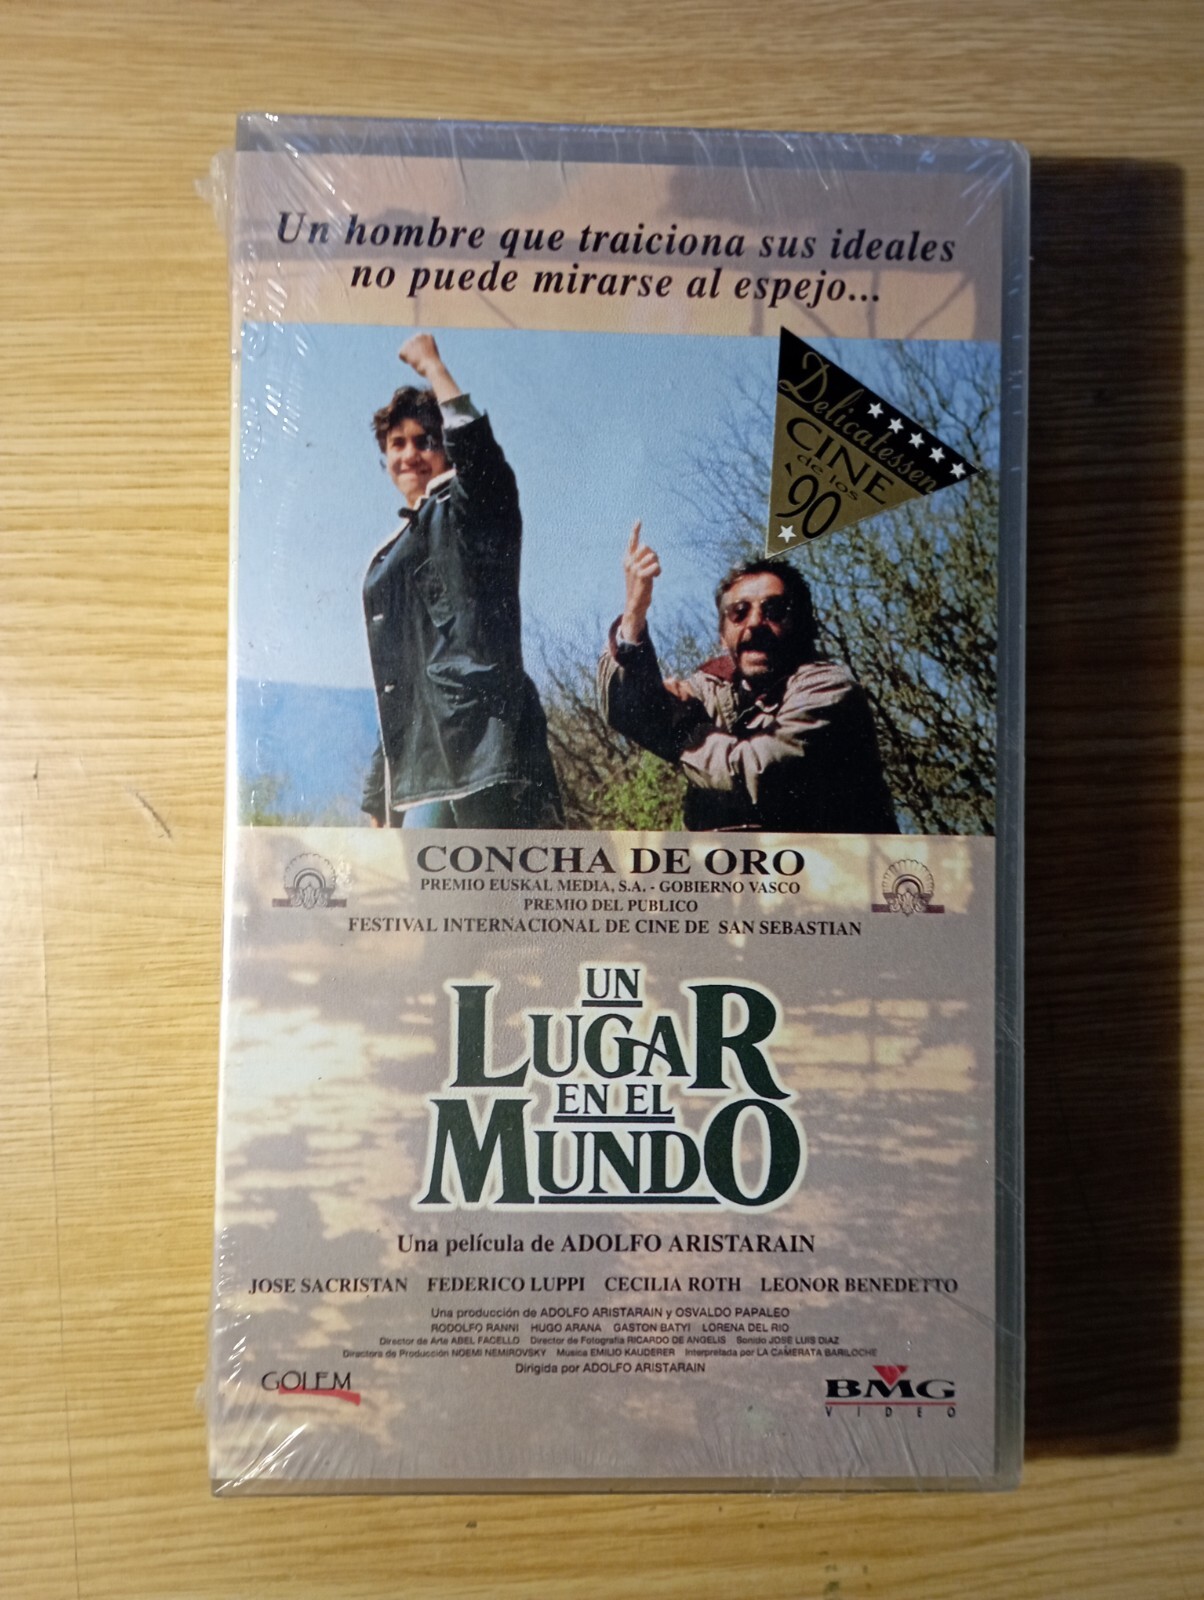 Un hombre que traiciona sus ideales
no puede mirarse al espejo...
Delicatessen
CINE
de los
'90
CONCHA DE ORO
PREMIO EUSKAL MEDIA, S.A. - GOBIERNO VASCO
PREMIO DEL PUBLICO
FESTIVAL INTERNACIONAL DE CINE DE SAN SEBASTIAN
UN
LUGAR
EN EL
MUNDO
Una película de ADOLFO ARISTARAIN
JOSE SACRISTAN FEDERICO LUPPI CECILIA ROTH LEONOR BENEDETTO
Una producción de ADOLFO ARISTARAIN y OSVALDO PAPALEO
RODOLFO RANNI HUGO ARANA GASTON BATYI LORENA DEL RIO
Director de Arte ABEL FACELLO Director de Fotografía RICARDO DE ANGELIS Sonido JOSE LUIS DIAZ
Directora de Producción NOEMI NEMIROVSKY Musica EMILIO KAUDERER Interpretada por LA CAMERATA BARILOCHE
Dirigida por ADOLFO ARISTARAIN
GOLEM
BMG
VIDEO